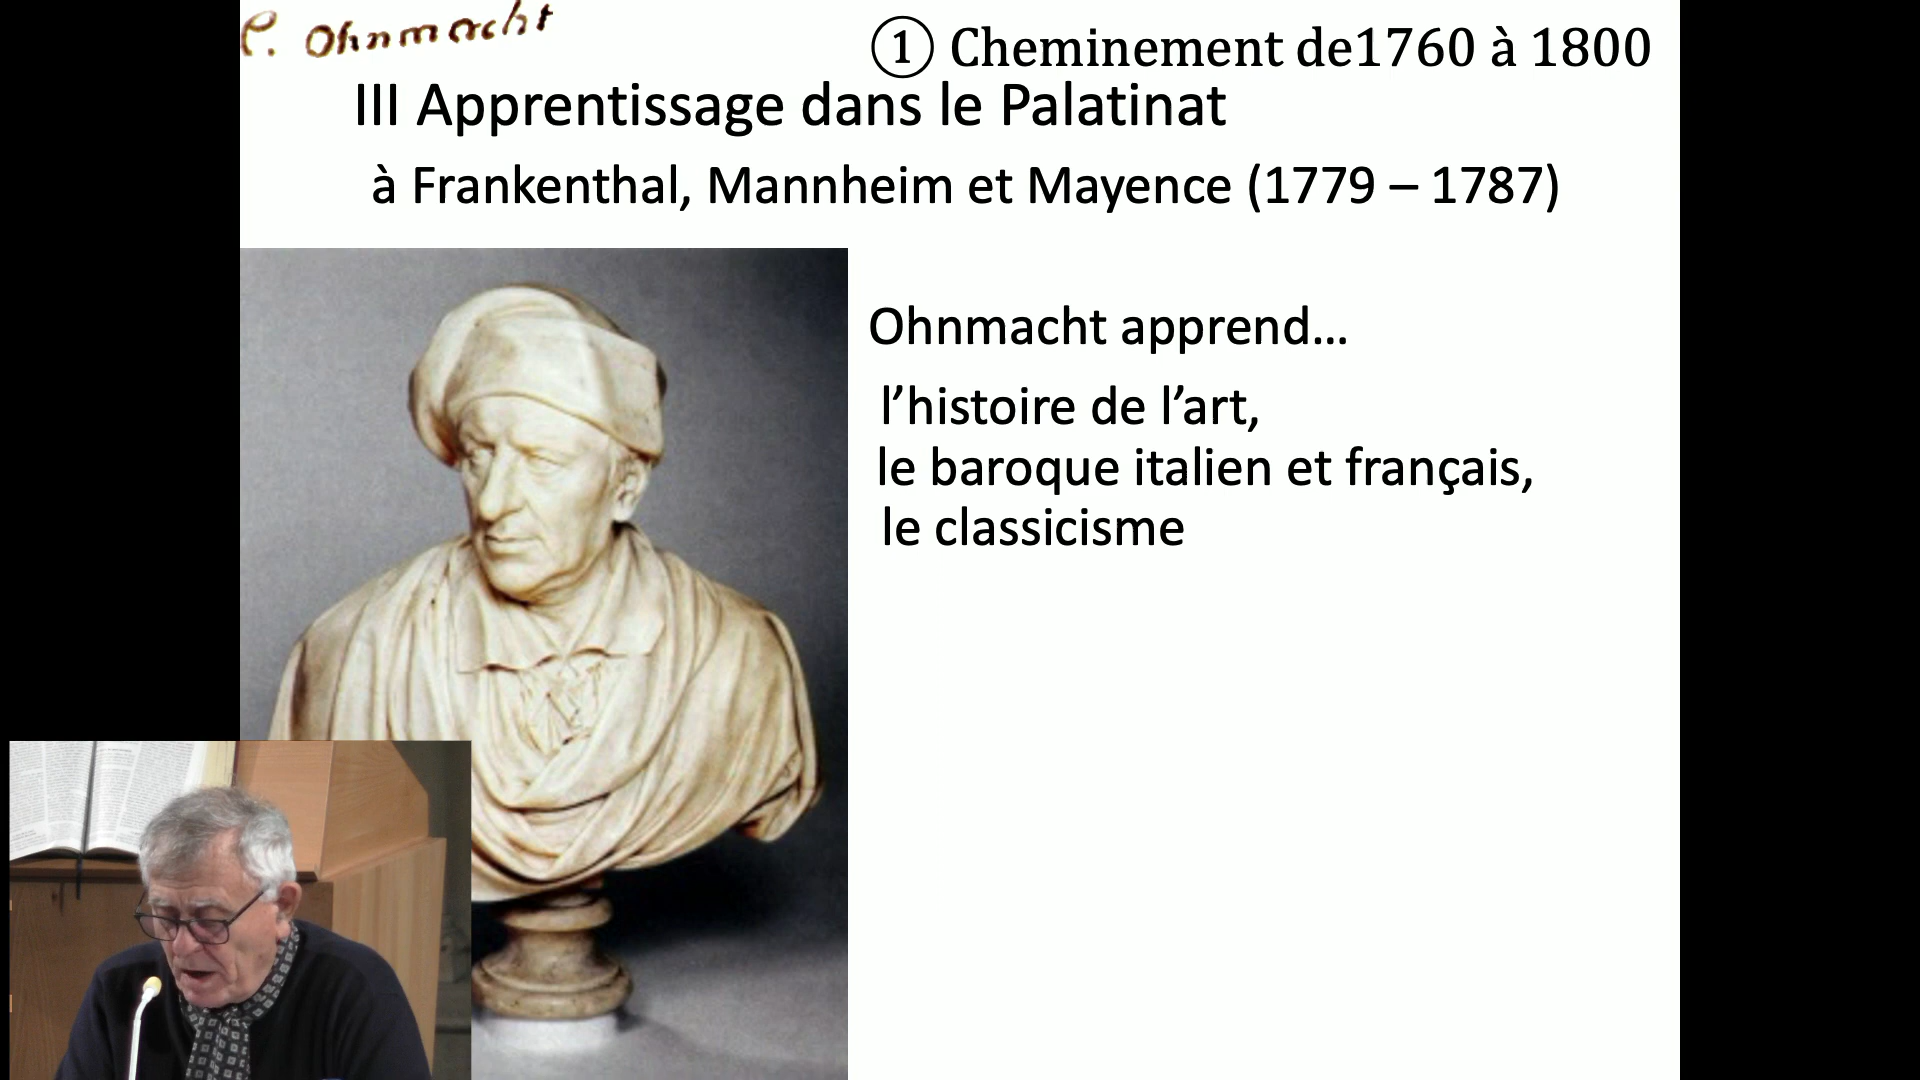 C. Ohnmacht
① Cheminement de1760 à 1800
III Apprentissage dans le Palatinat
à Frankenthal, Mannheim et Mayence (1779 – 1787)
Ohnmacht apprend...
l’histoire de l’art,
le baroque italien et français,
le classicisme